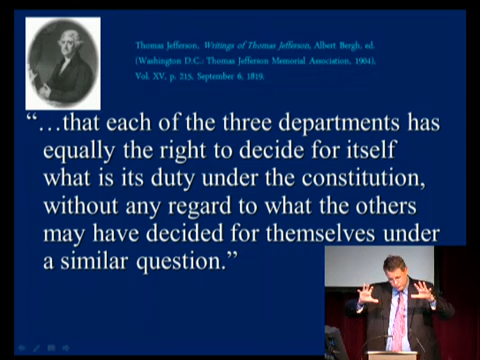 Thomas Jefferson, Writings of Thomas Jefferson, Albert Bergh, ed.
(Washington D.C.: Thomas Jefferson Memorial Association, 1904),
Vol. XV, p. 215, September 6, 1819.
“…that each of the three departments has
equally the right to decide for itself
what is its duty under the constitution,
without any regard to what the others
may have decided for themselves under
a similar question.”